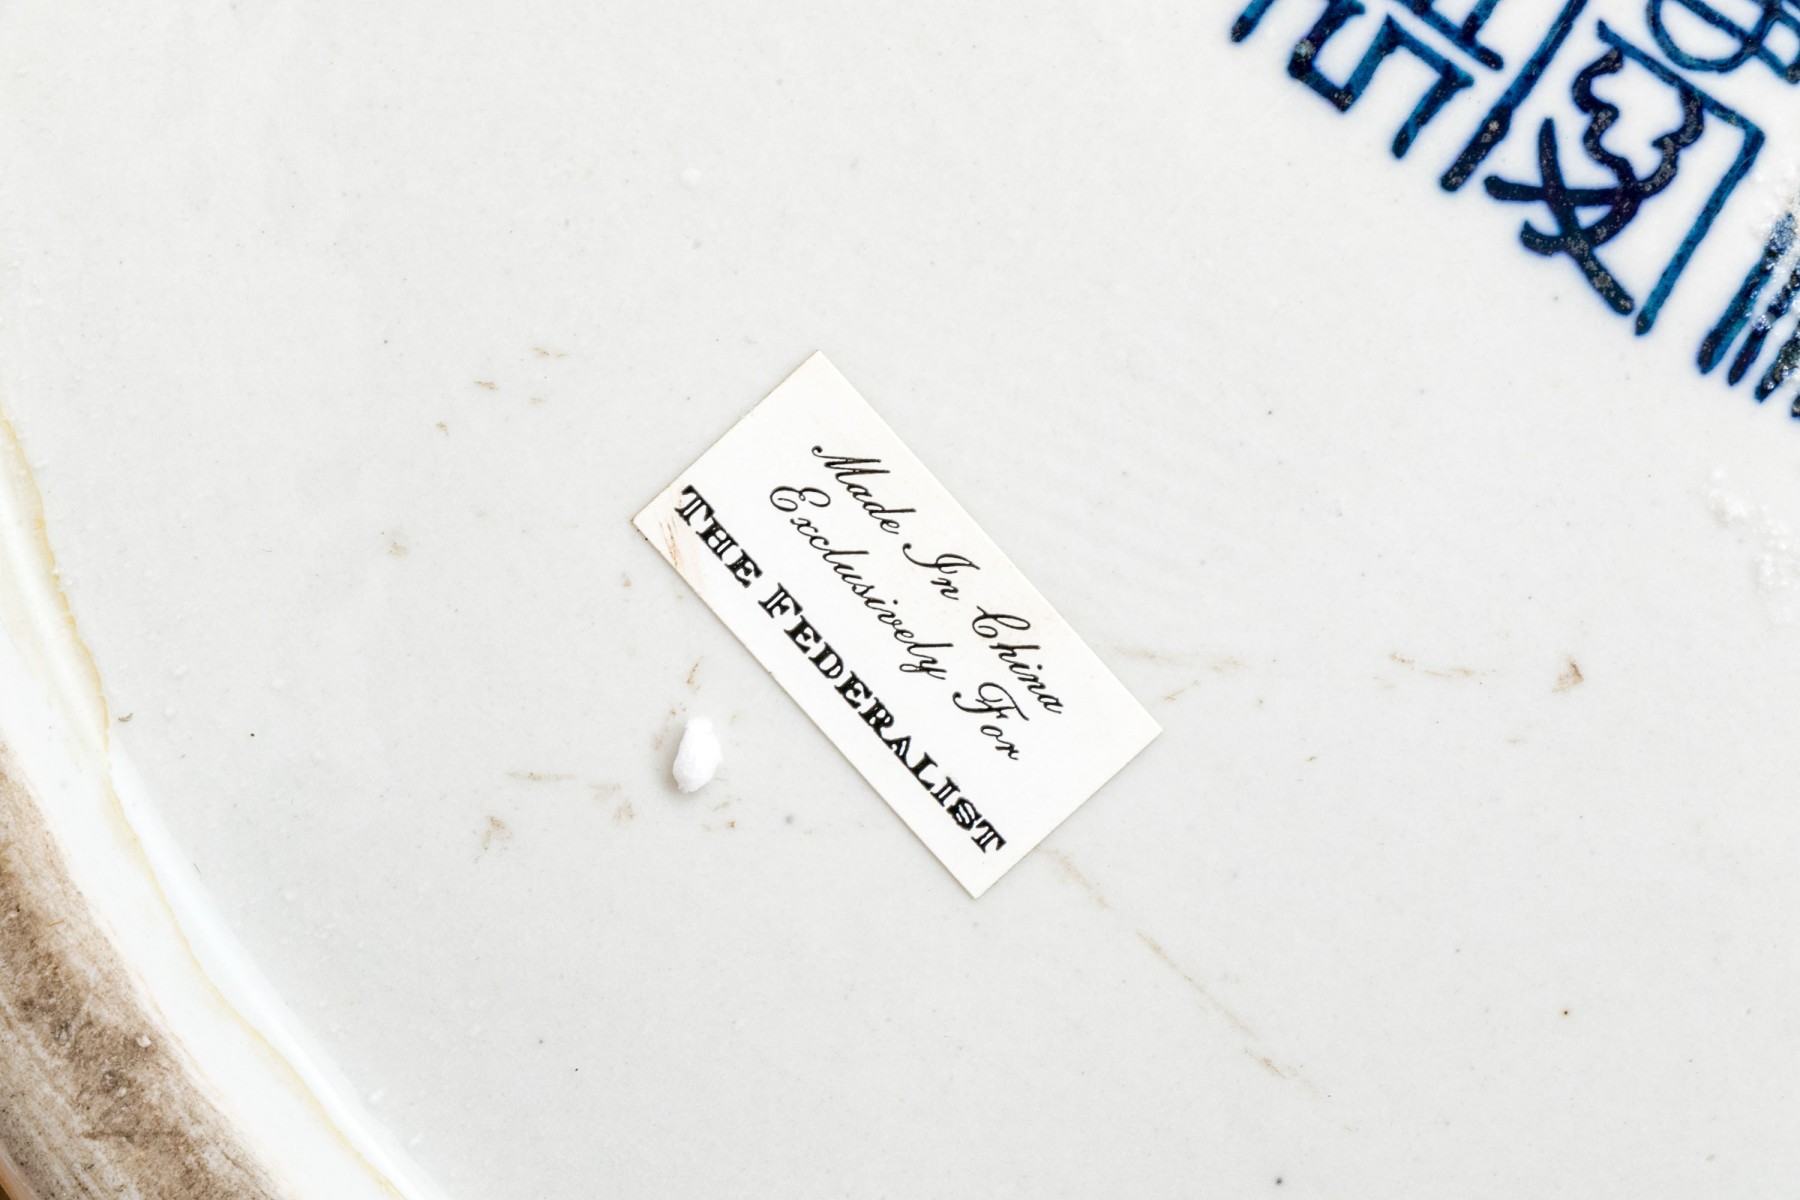 Made In China
Exclusively For
THE FEDERALIST